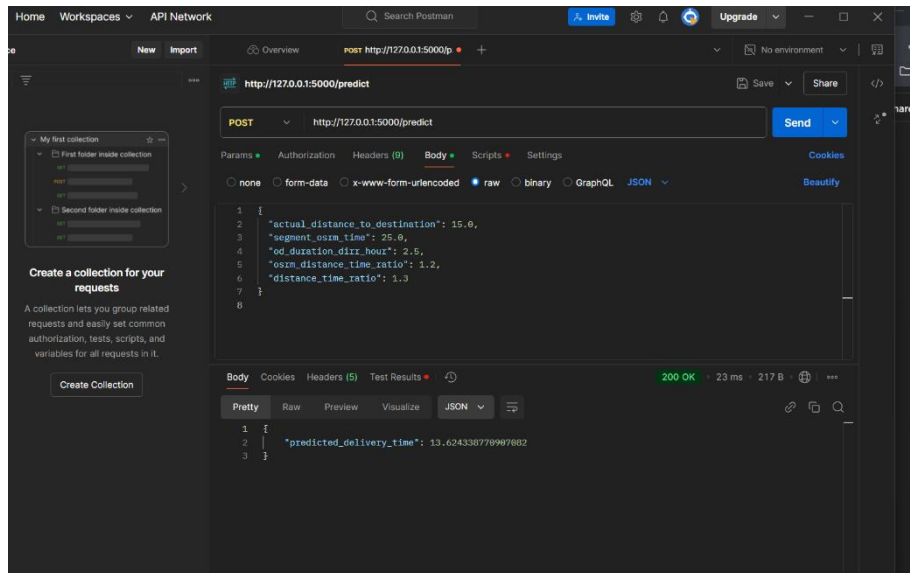 Home Workspaces API Network Search Postman Invite Upgrade
New Import Overview POST http://127.0.0.1:5000/p. + No environment
HTTP http://127.0.0.1:5000/predict Save Share
POST http://127.0.0.1:5000/predict Send
Params Authorization Headers (9) Body Scripts Settings Cookies
none form-data x-www-form-urlencoded raw binary GraphQL JSON Beautify
My first collection
First folder inside collection
Second folder inside collection
Create a collection for your
requests
A collection lets you group related
requests and easily set common
authorization, tests, scripts, and
variables for all requests in it.
Create Collection
1 {
2 "actual_distance_to_destination": 15.0,
3 "segment_osrm_time": 25.0,
4 "od_duration_dirr_hour": 2.5,
5 "osrm_distance_time_ratio": 1.2,
6 "distance_time_ratio": 1.3
7 }
8
Body Cookies Headers (5) Test Results 200 OK 23 ms 217 B
Pretty Raw Preview Visualize JSON
1 {
2 "predicted_delivery_time": 13.624338770907082
3 }